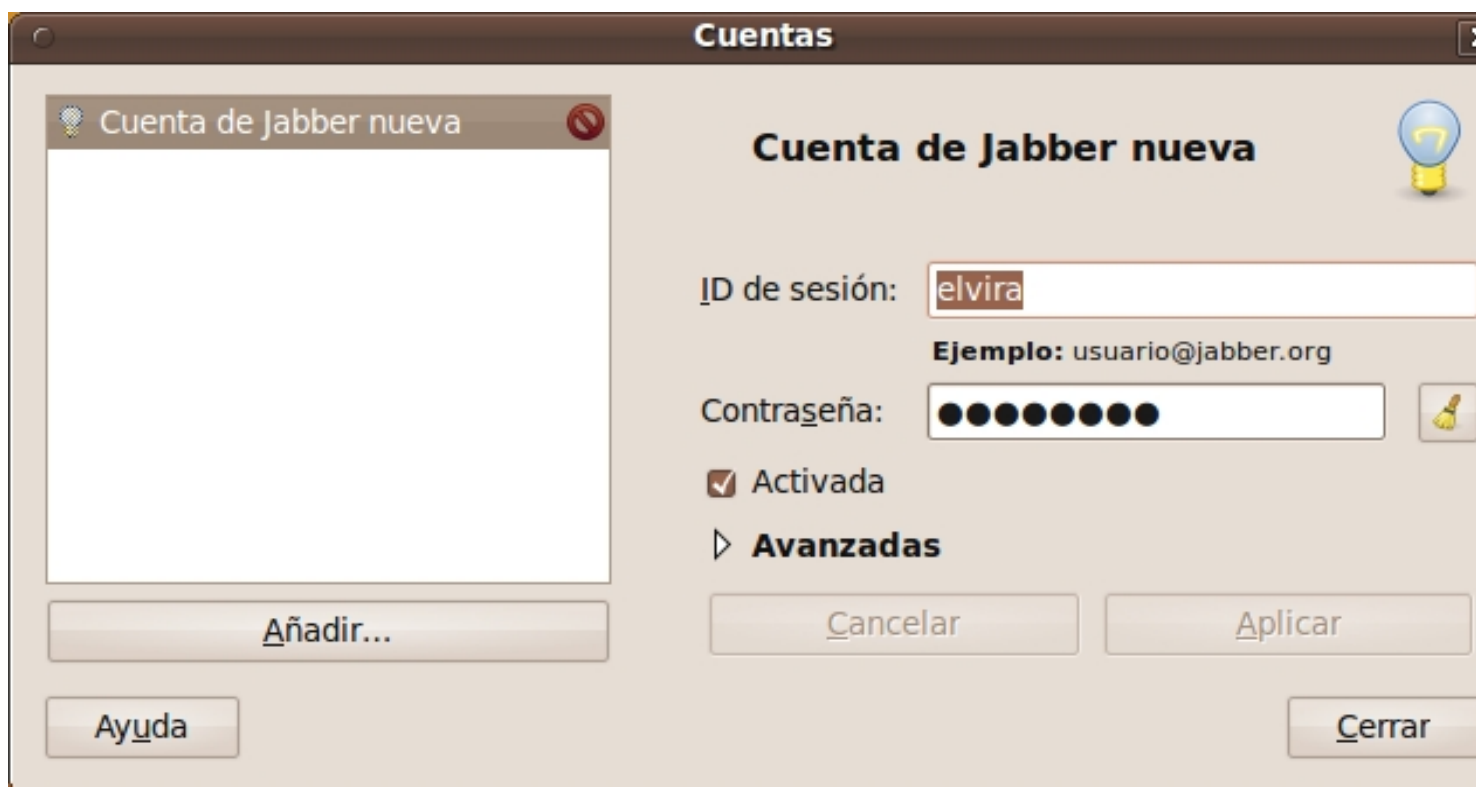 Cuentas
Cuenta de Jabber nueva
Cuenta de Jabber nueva
ID de sesión: elvira
Ejemplo: usuario@jabber.org
Contraseña: ●●●●●●●●
Activada
Avanzadas
Cancelar Aplicar
Añadir...
Ayuda Cerrar